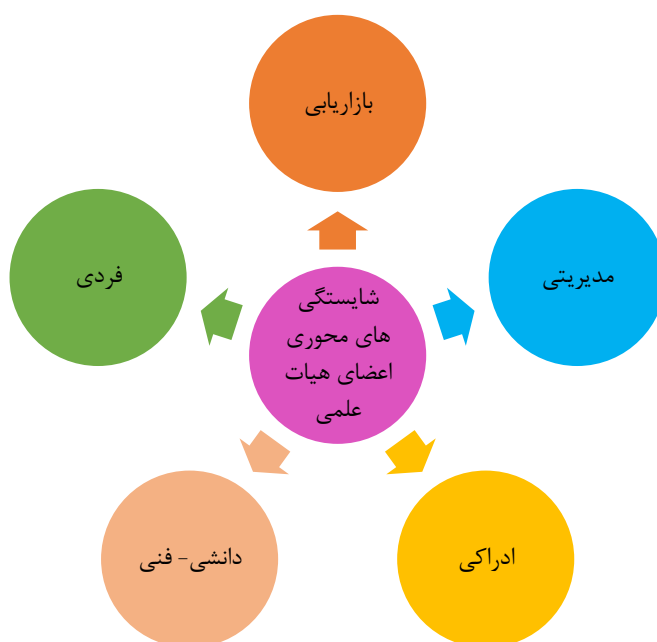 بازاریابی
فردی
مدیریتی
شایستگی
های محوری
اعضای هیات
علمی
دانشی- فنی
ادراکی